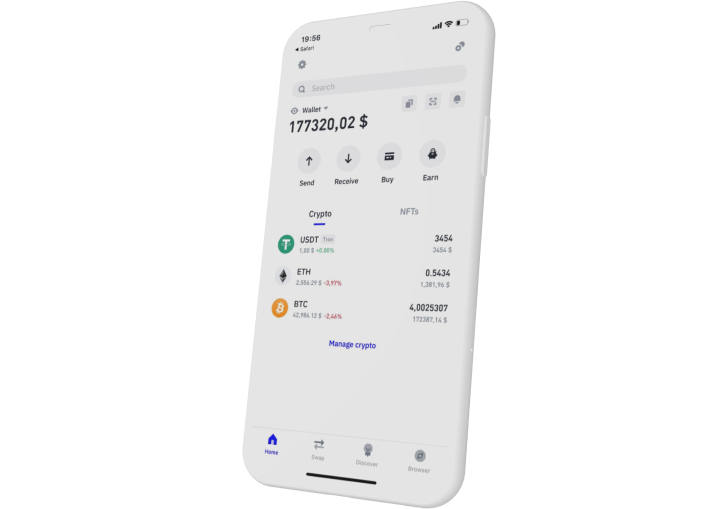 19:56
Safari
Search
Wallet
177320,02 $
Send Receive Buy Earn
Crypto NFTs
USDT Tron 3454
1,00 $ +0.00% 3454 $
ETH 0.5434
2,556.29 $ -3,97% 1,381,96 $
BTC 4,0025307
42,986.12 $ -2,46% 172387,14 $
Manage crypto
Home Swap Discover Browser